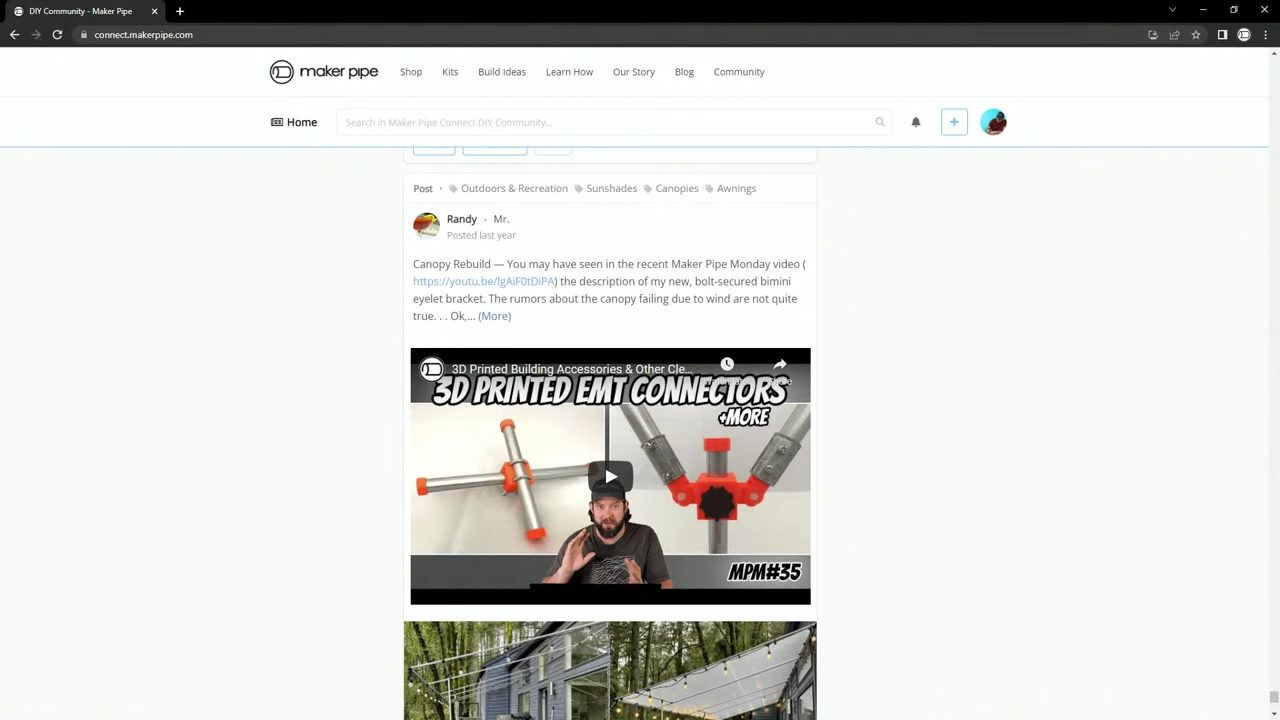 DIY Community - Maker Pipe
connect.makerpipe.com
maker pipe
Shop
Kits
Build Ideas
Learn How
Our Story
Blog
Community
Home
Search in Maker Pipe Connect DIY Community...
Post · Outdoors & Recreation Sunshades Canopies Awnings
Randy · Mr.
Posted last year
Canopy Rebuild — You may have seen in the recent Maker Pipe Monday video (
https://youtu.be/lgAiF0tDiPA) the description of my new, bolt-secured bimini
eyelet bracket. The rumors about the canopy failing due to wind are not quite
true. . . Ok,... (More)
3D Printed Building Accessories & Other Cle...
3D PRINTED EMT CONNECTORS
+MORE
MPM#35